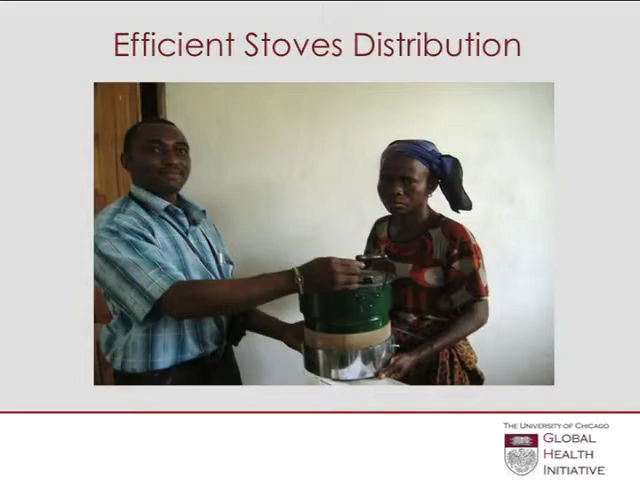 Efficient Stoves Distribution
THE UNIVERSITY OF CHICAGO
GLOBAL
HEALTH
INITIATIVE